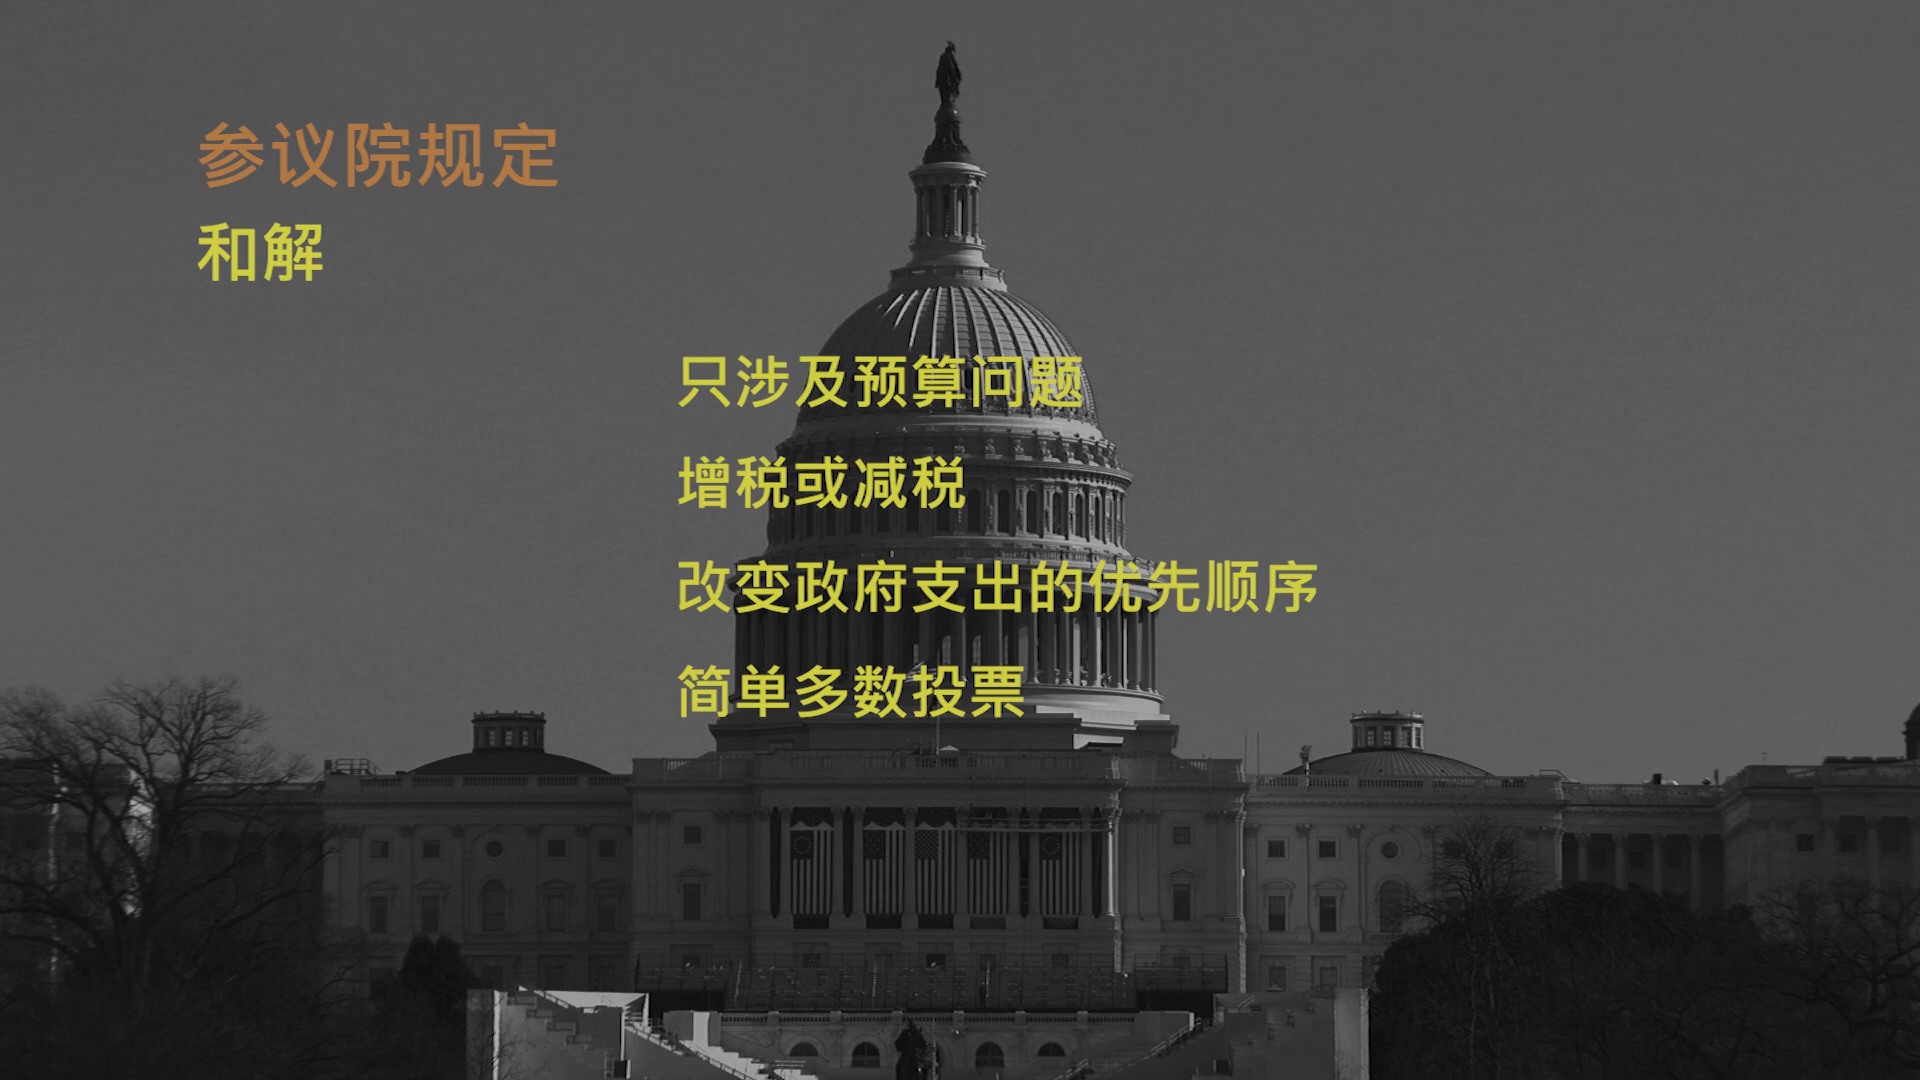 参议院规定
和解
只涉及预算问题
增税或减税
改变政府支出的优先顺序
简单多数投票